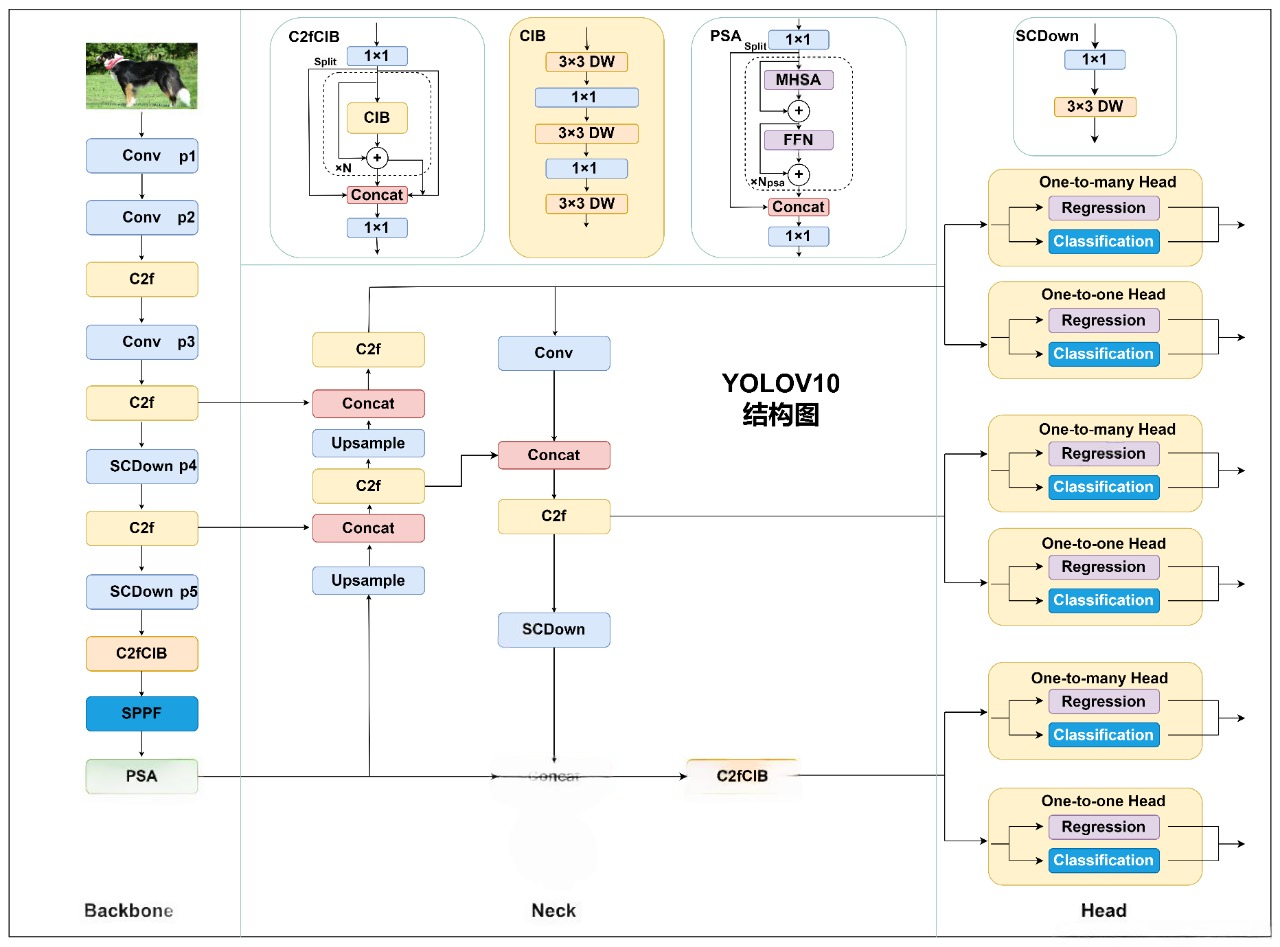 C2fCIB
1×1
Split
CIB
+
×N
Concat
1×1
CIB
3×3 DW
1×1
3×3 DW
1×1
3×3 DW
PSA
1×1
Split
MHSA
+
FFN
+
×Npsa
Concat
1×1
SCDown
1×1
3×3 DW
Conv p1
Conv p2
C2f
Conv p3
C2f
SCDown p4
C2f
SCDown p5
C2fCIB
SPPF
PSA
C2f
Concat
Upsample
C2f
Concat
Upsample
Conv
Concat
C2f
SCDown
Concat
C2fCIB
YOLOV10
结构图
One-to-many Head
Regression
Classification
One-to-one Head
Regression
Classification
One-to-many Head
Regression
Classification
One-to-one Head
Regression
Classification
One-to-many Head
Regression
Classification
One-to-one Head
Regression
Classification
Backbone
Neck
Head